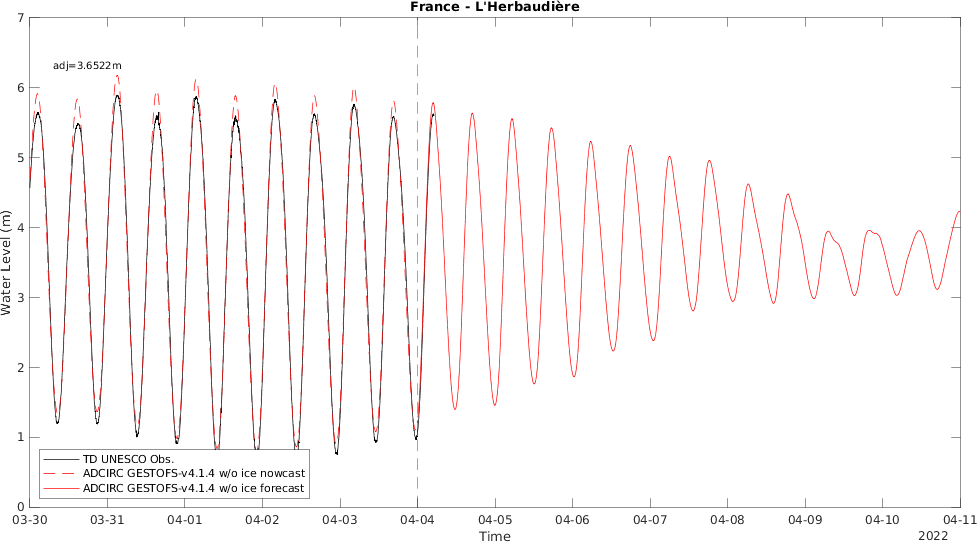 France - L'Herbaudière
adj=3.6522m
Water Level (m)
7
6
5
4
3
2
1
0
TD UNESCO Obs.
ADCIRC GESTOFS-v4.1.4 w/o ice nowcast
ADCIRC GESTOFS-v4.1.4 w/o ice forecast
03-30 03-31 04-01 04-02 04-03 04-04 04-05 04-06 04-07 04-08 04-09 04-10 04-11
Time
2022